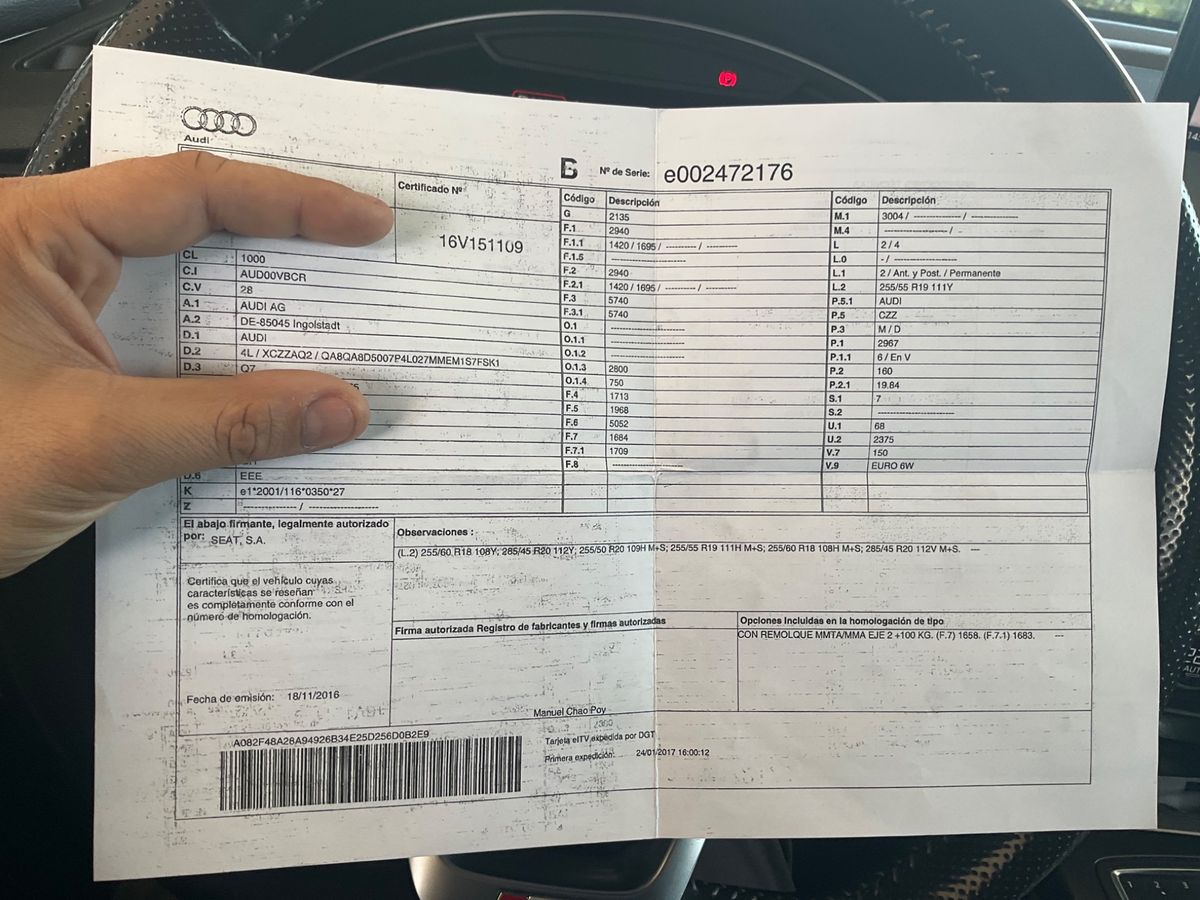 Audi
B Nº de Serie: e002472176
Certificado Nº
16V151109
CL 1000
C.I AUD00VBCR
C.V 28
A.1 AUDI AG
A.2 DE-85045 Ingolstadt
D.1 AUDI
D.2 4L / XCZZAQ2 / QA8QA8D5007P4L027MMEM1S7FSK1
D.3 Q7
EEE
K e1*2001/116*0350*27
Z ---------------- / --------------------
Código Descripción
G 2135
F.1 2940
F.1.1 1420 / 1695 / --------- / ---------
F.1.5 ----------------------
F.2 2940
F.2.1 1420 / 1695 / --------- / ---------
F.3 5740
F.3.1 5740
O.1 ----------------------
O.1.1 ----------------------
O.1.2 ----------------------
O.1.3 2800
O.1.4 750
F.4 1713
F.5 1968
F.6 5052
F.7 1684
F.7.1 1709
F.8 ----------------------
Código Descripción
M.1 3004 / -------------- / --------------
M.4 ------------------- / -
L 2 / 4
L.0 - / ----------------------
L.1 2 / Ant. y Post. / Permanente
L.2 255/55 R19 111Y
P.5.1 AUDI
P.5 CZZ
P.3 M / D
P.1 2967
P.1.1 6 / En V
P.2 160
P.2.1 19.84
S.1 7
S.2 ----------------------
U.1 68
U.2 2375
V.7 150
V.9 EURO 6W
El abajo firmante, legalmente autorizado
por: SEAT, S.A.
Certifica que el vehículo cuyas
características se reseñan
es completamente conforme con el
número de homologación.
Fecha de emisión: 18/11/2016
Observaciones :
(L.2) 255/60 R18 108Y; 285/45 R20 112Y; 255/50 R20 109H M+S; 255/55 R19 111H M+S; 255/60 R18 108H M+S; 285/45 R20 112V M+S. ---
Firma autorizada Registro de fabricantes y firmas autorizadas
Manuel Chao Poy
Opciones Incluidas en la homologación de tipo
CON REMOLQUE MMTA/MMA EJE 2 +100 KG. (F.7) 1658. (F.7.1) 1683. ---
A082F48A26A94926B34E25D256D0B2E9
Tarjeta eITV expedida por DGT
Primera expedición: 24/01/2017 16:00:12